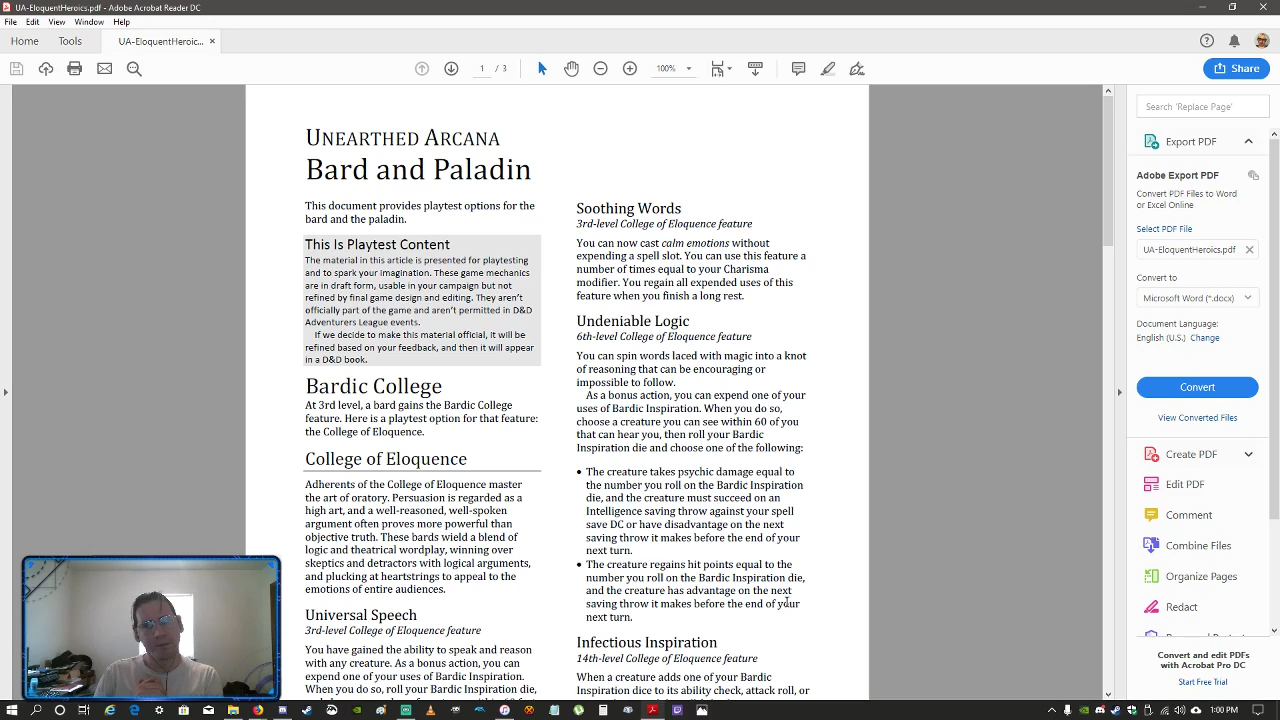 UA-EloquentHeroics.pdf - Adobe Acrobat Reader DC
File Edit View Window Help
Home Tools UA-EloquentHeroic... ×
1 / 3 100% Share
UNEARTHED ARCANA
Bard and Paladin
This document provides playtest options for the
bard and the paladin.
This Is Playtest Content
The material in this article is presented for playtesting
and to spark your imagination. These game mechanics
are in draft form, usable in your campaign but not
refined by final game design and editing. They aren't
officially part of the game and aren't permitted in D&D
Adventurers League events.
If we decide to make this material official, it will be
refined based on your feedback, and then it will appear
in a D&D book.
Bardic College
At 3rd level, a bard gains the Bardic College
feature. Here is a playtest option for that feature:
the College of Eloquence.
College of Eloquence
Adherents of the College of Eloquence master
the art of oratory. Persuasion is regarded as a
high art, and a well-reasoned, well-spoken
argument often proves more powerful than
objective truth. These bards wield a blend of
logic and theatrical wordplay, winning over
skeptics and detractors with logical arguments,
and plucking at heartstrings to appeal to the
emotions of entire audiences.
Universal Speech
3rd-level College of Eloquence feature
You have gained the ability to speak and reason
with any creature. As a bonus action, you can
expend one of your uses of Bardic Inspiration.
When you do so, roll your Bardic Inspiration die,
Soothing Words
3rd-level College of Eloquence feature
You can now cast calm emotions without
expending a spell slot. You can use this feature a
number of times equal to your Charisma
modifier. You regain all expended uses of this
feature when you finish a long rest.
Undeniable Logic
6th-level College of Eloquence feature
You can spin words laced with magic into a knot
of reasoning that can be encouraging or
impossible to follow.
As a bonus action, you can expend one of your
uses of Bardic Inspiration. When you do so,
choose a creature you can see within 60 of you
that can hear you, then roll your Bardic
Inspiration die and choose one of the following:
• The creature takes psychic damage equal to
the number you roll on the Bardic Inspiration
die, and the creature must succeed on an
Intelligence saving throw against your spell
save DC or have disadvantage on the next
saving throw it makes before the end of your
next turn.
• The creature regains hit points equal to the
number you roll on the Bardic Inspiration die,
and the creature has advantage on the next
saving throw it makes before the end of your
next turn.
Infectious Inspiration
14th-level College of Eloquence feature
When a creature adds one of your Bardic
Inspiration dice to its ability check, attack roll, or
Search 'Replace Page'
Export PDF
Adobe Export PDF
Convert PDF Files to Word
or Excel Online
Select PDF File
UA-EloquentHeroics.pdf
Convert to
Microsoft Word (*.docx)
Document Language:
English (U.S.) Change
Convert
View Converted Files
Create PDF
Edit PDF
Comment
Combine Files
Organize Pages
Redact
Convert and edit PDFs
with Acrobat Pro DC
Start Free Trial
1:00 PM